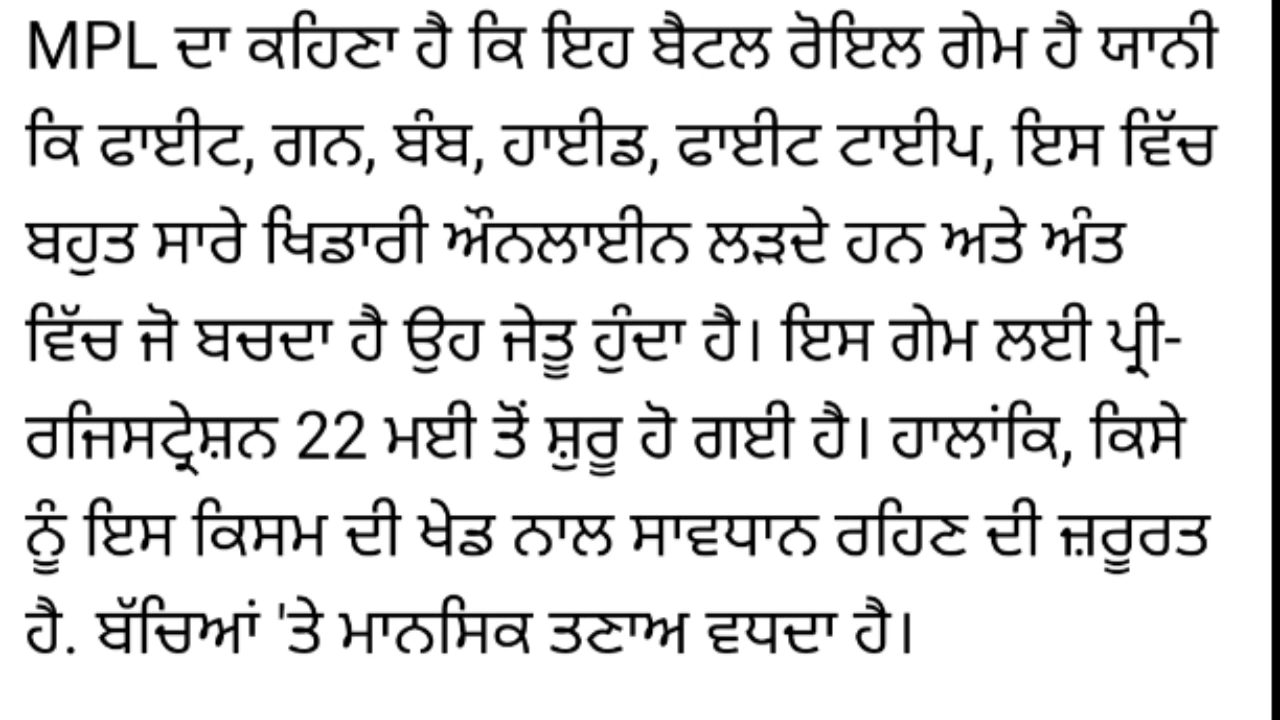 MPL ਦਾ ਕਹਿਣਾ ਹੈ ਕਿ ਇਹ ਬੈਟਲ ਰੋਇਲ ਗੇਮ ਹੈ ਯਾਨੀ
ਕਿ ਫਾਈਟ, ਗਨ, ਬੰਬ, ਹਾਈਡ, ਫਾਈਟ ਟਾਈਪ, ਇਸ ਵਿੱਚ
ਬਹੁਤ ਸਾਰੇ ਖਿਡਾਰੀ ਔਨਲਾਈਨ ਲੜਦੇ ਹਨ ਅਤੇ ਅੰਤ
ਵਿੱਚ ਜੋ ਬਚਦਾ ਹੈ ਉਹ ਜੇਤੂ ਹੁੰਦਾ ਹੈ। ਇਸ ਗੇਮ ਲਈ ਪ੍ਰੀ-
ਰਜਿਸਟ੍ਰੇਸ਼ਨ 22 ਮਈ ਤੋਂ ਸ਼ੁਰੂ ਹੋ ਗਈ ਹੈ। ਹਾਲਾਂਕਿ, ਕਿਸੇ
ਨੂੰ ਇਸ ਕਿਸਮ ਦੀ ਖੇਡ ਨਾਲ ਸਾਵਧਾਨ ਰਹਿਣ ਦੀ ਜ਼ਰੂਰਤ
ਹੈ. ਬੱਚਿਆਂ 'ਤੇ ਮਾਨਸਿਕ ਤਣਾਅ ਵਧਦਾ ਹੈ।